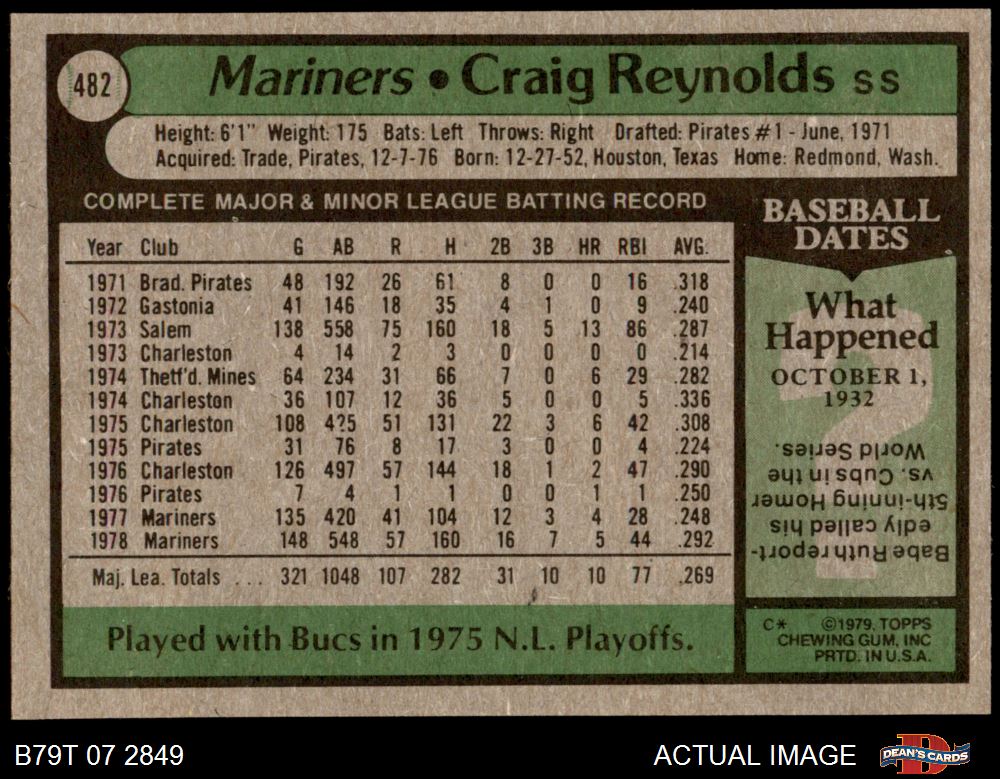 482
Mariners • Craig Reynolds SS
Height: 6'1" Weight: 175 Bats: Left Throws: Right Drafted: Pirates #1 - June, 1971
Acquired: Trade, Pirates, 12-7-76 Born: 12-27-52, Houston, Texas Home: Redmond, Wash.
COMPLETE MAJOR & MINOR LEAGUE BATTING RECORD
Year Club G AB R H 2B 3B HR RBI AVG.
1971 Brad. Pirates 48 192 26 61 8 0 0 16 .318
1972 Gastonia 41 146 18 35 4 1 0 9 .240
1973 Salem 138 558 75 160 18 5 13 86 .287
1973 Charleston 4 14 2 3 0 0 0 0 .214
1974 Thetf'd. Mines 64 234 31 66 7 0 6 29 .282
1974 Charleston 36 107 12 36 5 0 0 5 .336
1975 Charleston 108 425 51 131 22 3 6 42 .308
1975 Pirates 31 76 8 17 3 0 0 4 .224
1976 Charleston 126 497 57 144 18 1 2 47 .290
1976 Pirates 7 4 1 1 0 0 1 1 .250
1977 Mariners 135 420 41 104 12 3 4 28 .248
1978 Mariners 148 548 57 160 16 7 5 44 .292
Maj. Lea. Totals ... 321 1048 107 282 31 10 10 77 .269
Played with Bucs in 1975 N.L. Playoffs.
BASEBALL
DATES
What
Happened
OCTOBER 1,
1932
Babe Ruth report-
edly called his
5th-inning Homer
vs. Cubs in the
World Series.
C* ©1979, TOPPS
CHEWING GUM, INC
PRTD. IN U.S.A.
B79T 07 2849 ACTUAL IMAGE DEAN'S CARDS